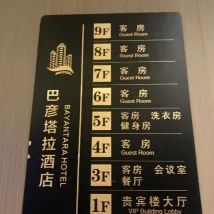 巴彦塔拉酒店
BAYANTARA HOTEL
9F 客房
Guest Room
8F 客房
Guest Room
7F 客房
Guest Room
6F 客房
Guest Room
5F 客房 洗衣房
健身房
4F 客房
Guest Room
3F 客房 会议室
餐厅
1F 贵宾楼大厅
VIP Building Lobby